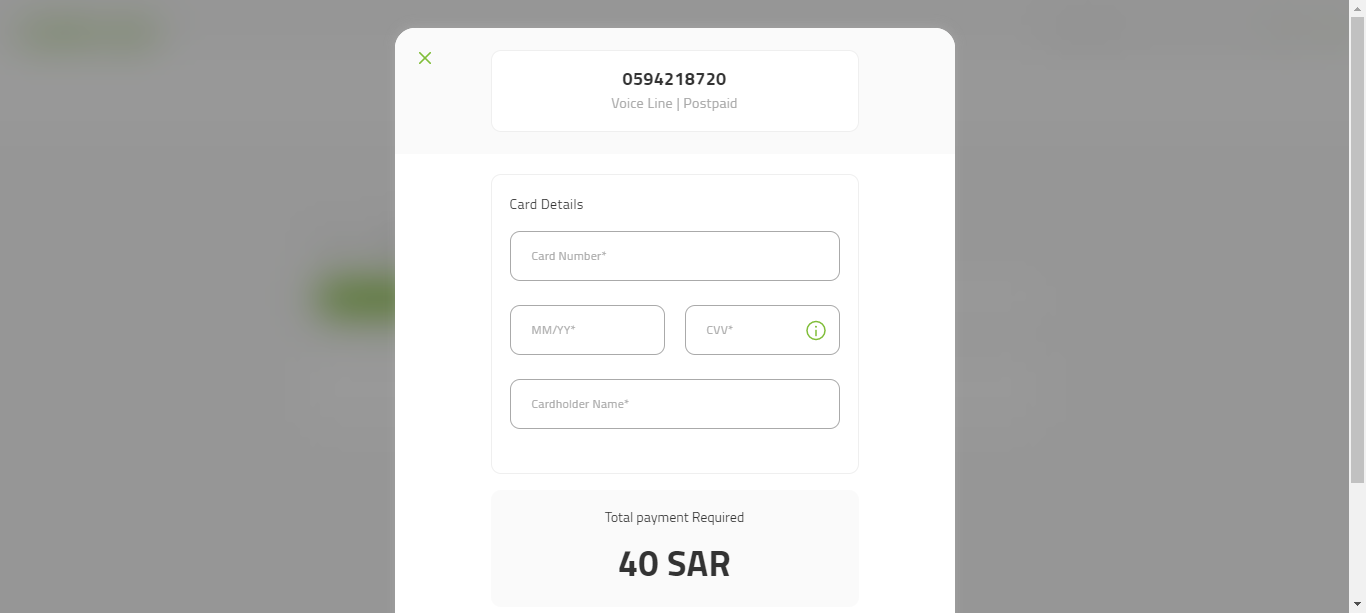 0594218720
Voice Line | Postpaid
Card Details
Card Number*
MM/YY*
CVV*
Cardholder Name*
Total payment Required
40 SAR